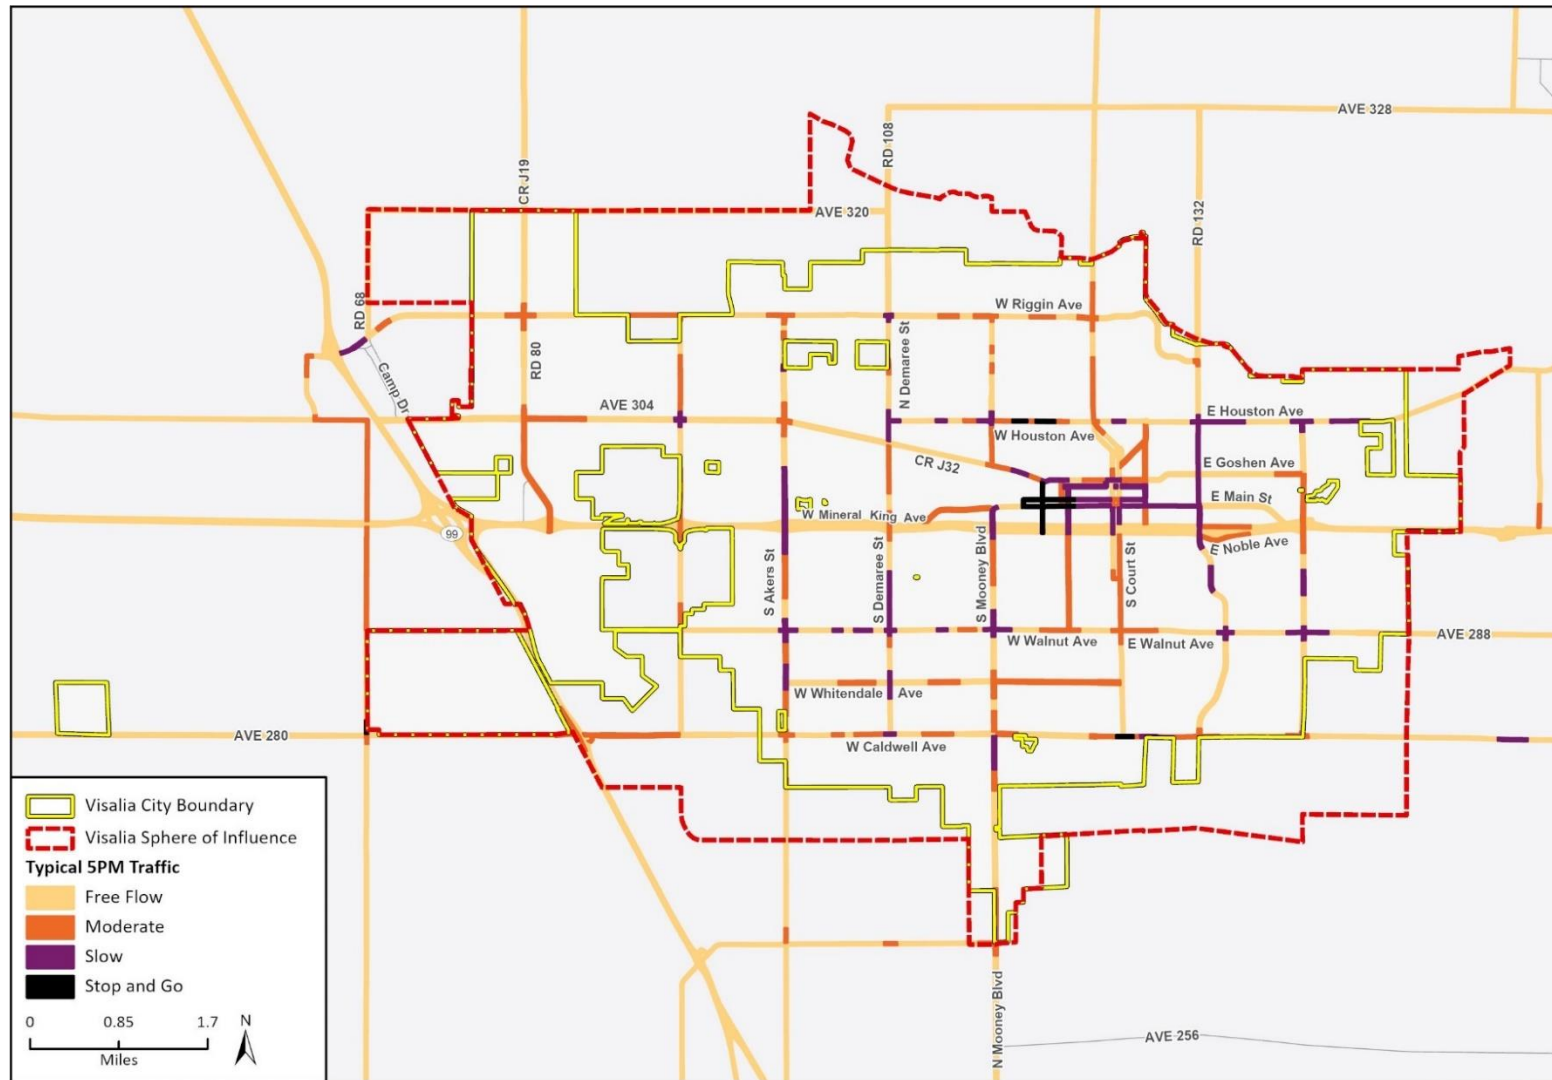 AVE 328
RD 108
CR J19
RD 132
AVE 320
RD 68
W Riggin Ave
Camp Dr
RD 80
N Demaree St
AVE 304
E Houston Ave
W Houston Ave
CR J32
E Goshen Ave
E Main St
W Mineral King Ave
99
E Noble Ave
S Akers St
S Demaree St
S Mooney Blvd
S Court St
W Walnut Ave
E Walnut Ave
AVE 288
W Whitendale Ave
AVE 280
W Caldwell Ave
N Mooney Blvd
AVE 256
Visalia City Boundary
Visalia Sphere of Influence
Typical 5PM Traffic
Free Flow
Moderate
Slow
Stop and Go
0 0.85 1.7 N
Miles